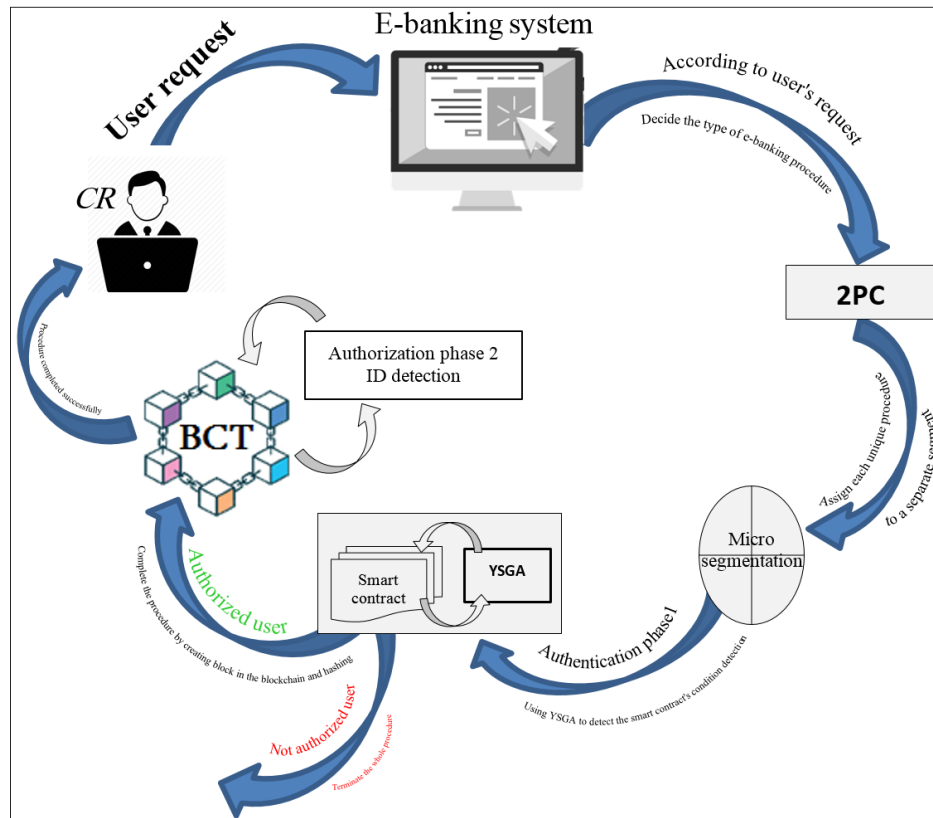 E-banking system
User request
According to user's request
Decide the type of e-banking procedure
CR
2PC
Procedure completed successfully
Authorization phase 2
ID detection
BCT
Assign each unique procedure
to a separate segment
Micro
segmentation
Smart
contract
YSGA
Authentication phase1
Using YSGA to detect the smart contract's condition detection
Authorized user
Complete the procedure by creating block in the blockchain and hashing
Not authorized user
Terminate the whole procedure